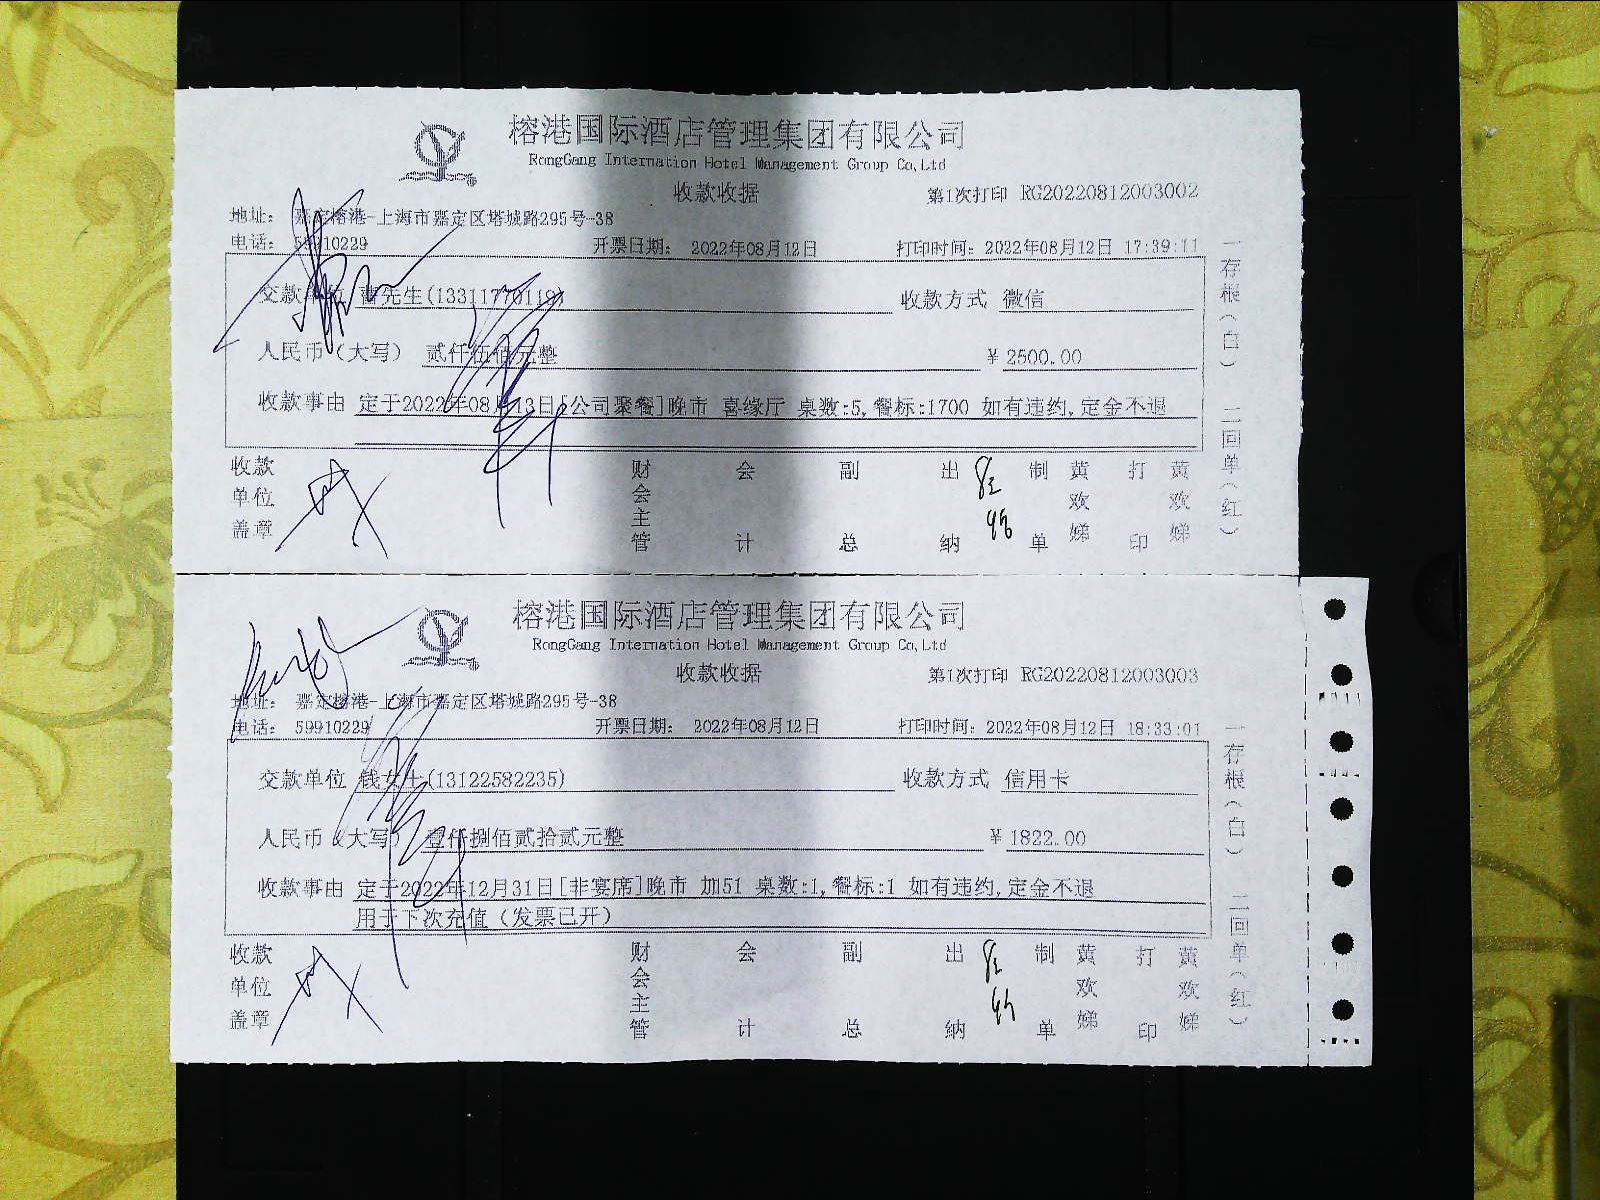 榕港国际酒店管理集团有限公司
RongGang Internation Hotel Management Group Co,Ltd
收款收据
第1次打印 RG20220812003002
地址: 嘉定榕港-上海市嘉定区塔城路295号-38
电话: 59910229 开票日期: 2022年08月12日 打印时间: 2022年08月12日 17:39:11
交款单位 曹先生(13311770119) 收款方式 微信
人民币(大写) 贰仟伍佰元整 ¥2500.00
收款事由 定于2022年08月13日[公司聚餐]晚市 喜缘厅 桌数:5,餐标:1700 如有违约,定金不退
收款单位盖章 财会主管 会计 副总 出纳 制单 黄欢娣 打印 黄欢娣
一存根(白) 二回单(红)
榕港国际酒店管理集团有限公司
RongGang Internation Hotel Management Group Co,Ltd
收款收据
第1次打印 RG20220812003003
地址: 嘉定榕港-上海市嘉定区塔城路295号-38
电话: 59910229 开票日期: 2022年08月12日 打印时间: 2022年08月12日 18:33:01
交款单位 钱女士(13122582235) 收款方式 信用卡
人民币(大写) 壹仟捌佰贰拾贰元整 ¥1822.00
收款事由 定于2022年12月31日[非宴席]晚市 加51 桌数:1,餐标:1 如有违约,定金不退
用于下次充值(发票已开)
收款单位盖章 财会主管 会计 副总 出纳 制单 黄欢娣 打印 黄欢娣
一存根(白) 二回单(红)